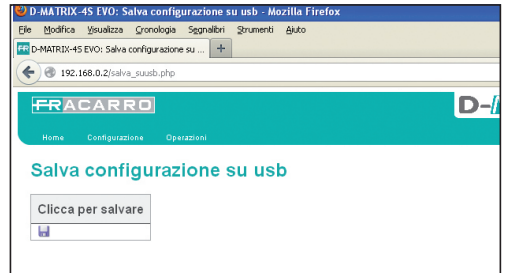 D-MATRIX-4S EVO: Salva configurazione su usb - Mozilla Firefox
File Modifica Visualizza Cronologia Segnalibri Strumenti Aiuto
FR D-MATRIX-4S EVO: Salva configurazione su ... +
192.168.0.2/salva_suusb.php
FRACARRO
D-
Home Configurazione Operazioni
Salva configurazione su usb
Clicca per salvare